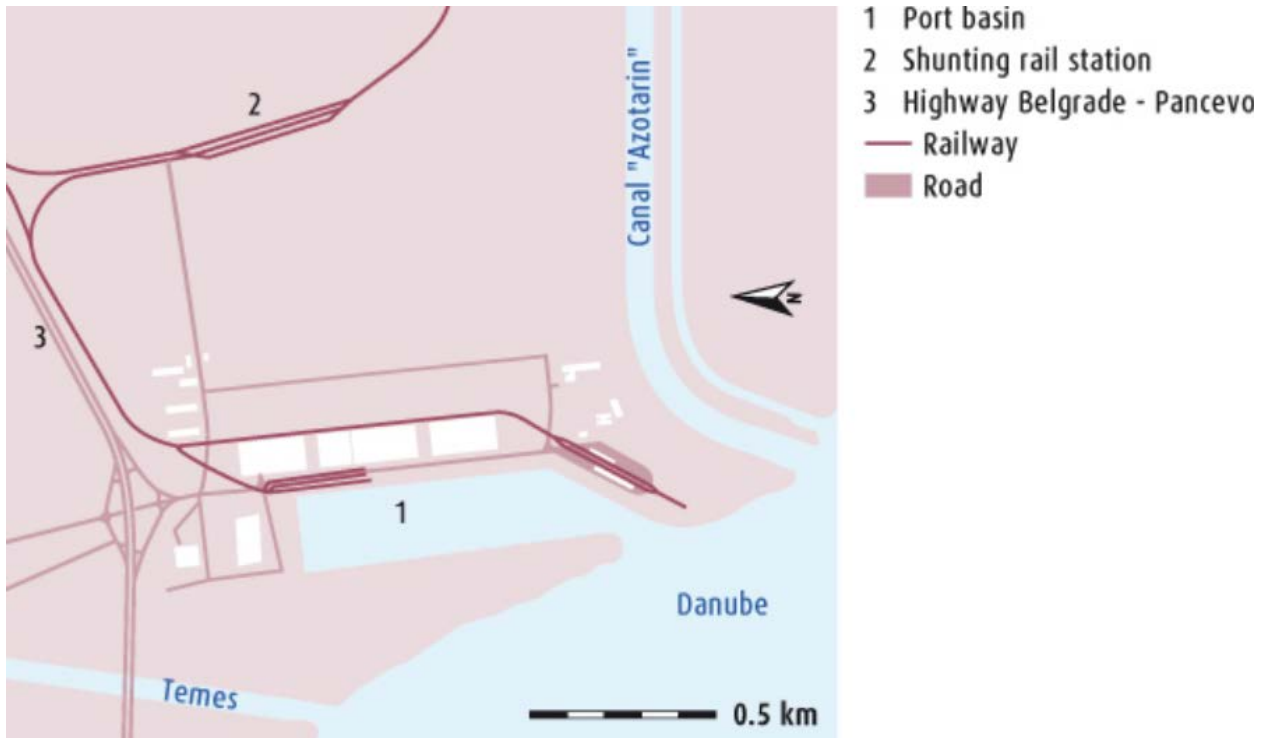 1 Port basin
2 Shunting rail station
3 Highway Belgrade - Pancevo
Railway
Road
2
Canal "Azotarin"
N
3
1
Danube
Temes
0.5 km